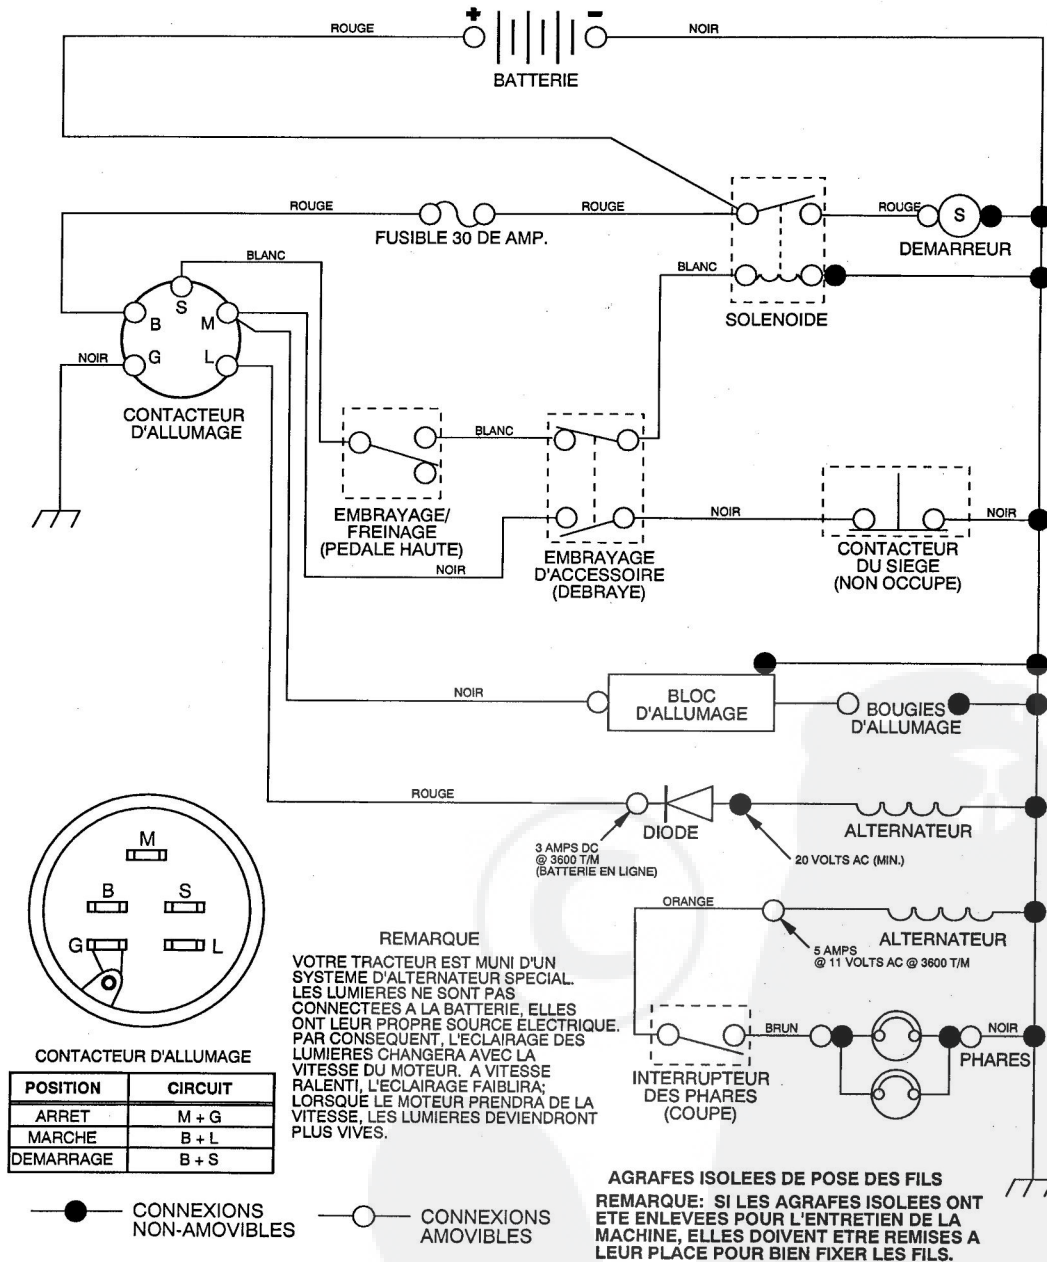 ROUGE
+
-
NOIR
BATTERIE
ROUGE
ROUGE
FUSIBLE 30 DE AMP.
ROUGE
S
DEMARREUR
BLANC
BLANC
SOLENOIDE
S
B
M
G
L
NOIR
CONTACTEUR
D'ALLUMAGE
BLANC
EMBRAYAGE/
FREINAGE
(PEDALE HAUTE)
NOIR
EMBRAYAGE
D'ACCESSOIRE
(DEBRAYE)
NOIR
NOIR
CONTACTEUR
DU SIEGE
(NON OCCUPE)
NOIR
BLOC
D'ALLUMAGE
BOUGIES
D'ALLUMAGE
ROUGE
DIODE
ALTERNATEUR
3 AMPS DC
@ 3600 T/M
(BATTERIE EN LIGNE)
20 VOLTS AC (MIN.)
ORANGE
ALTERNATEUR
5 AMPS
@ 11 VOLTS AC @ 3600 T/M
M
B
S
G
L
CONTACTEUR D'ALLUMAGE
POSITION CIRCUIT
ARRET M + G
MARCHE B + L
DEMARRAGE B + S
REMARQUE
VOTRE TRACTEUR EST MUNI D'UN
SYSTEME D'ALTERNATEUR SPECIAL.
LES LUMIERES NE SONT PAS
CONNECTEES A LA BATTERIE, ELLES
ONT LEUR PROPRE SOURCE ELECTRIQUE.
PAR CONSEQUENT, L'ECLAIRAGE DES
LUMIERES CHANGERA AVEC LA
VITESSE DU MOTEUR. A VITESSE
RALENTI, L'ECLAIRAGE FAIBLIRA;
LORSQUE LE MOTEUR PRENDRA DE LA
VITESSE, LES LUMIERES DEVIENDRONT
PLUS VIVES.
BRUN
NOIR
PHARES
INTERRUPTEUR
DES PHARES
(COUPE)
CONNEXIONS
NON-AMOVIBLES
CONNEXIONS
AMOVIBLES
AGRAFES ISOLEES DE POSE DES FILS
REMARQUE: SI LES AGRAFES ISOLEES ONT
ETE ENLEVEES POUR L'ENTRETIEN DE LA
MACHINE, ELLES DOIVENT ETRE REMISES A
LEUR PLACE POUR BIEN FIXER LES FILS.
©